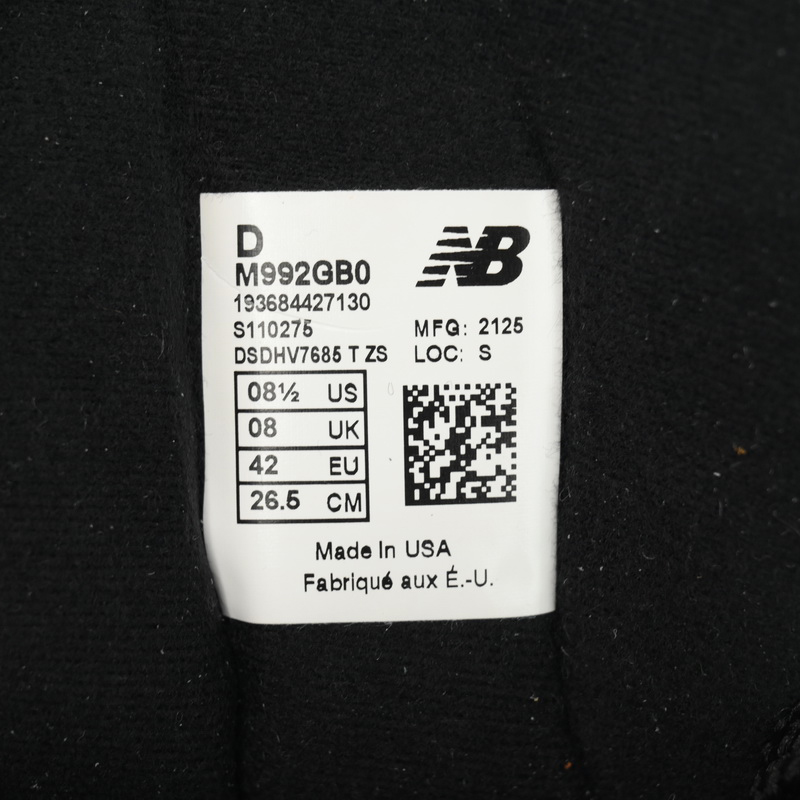 D
NB
M992GB0
193684427130
S110275
MFG: 2125
DSDHV7685 T ZS
LOC: S
08½ US
08 UK
42 EU
26.5 CM
Made In USA
Fabriqué aux É.-U.